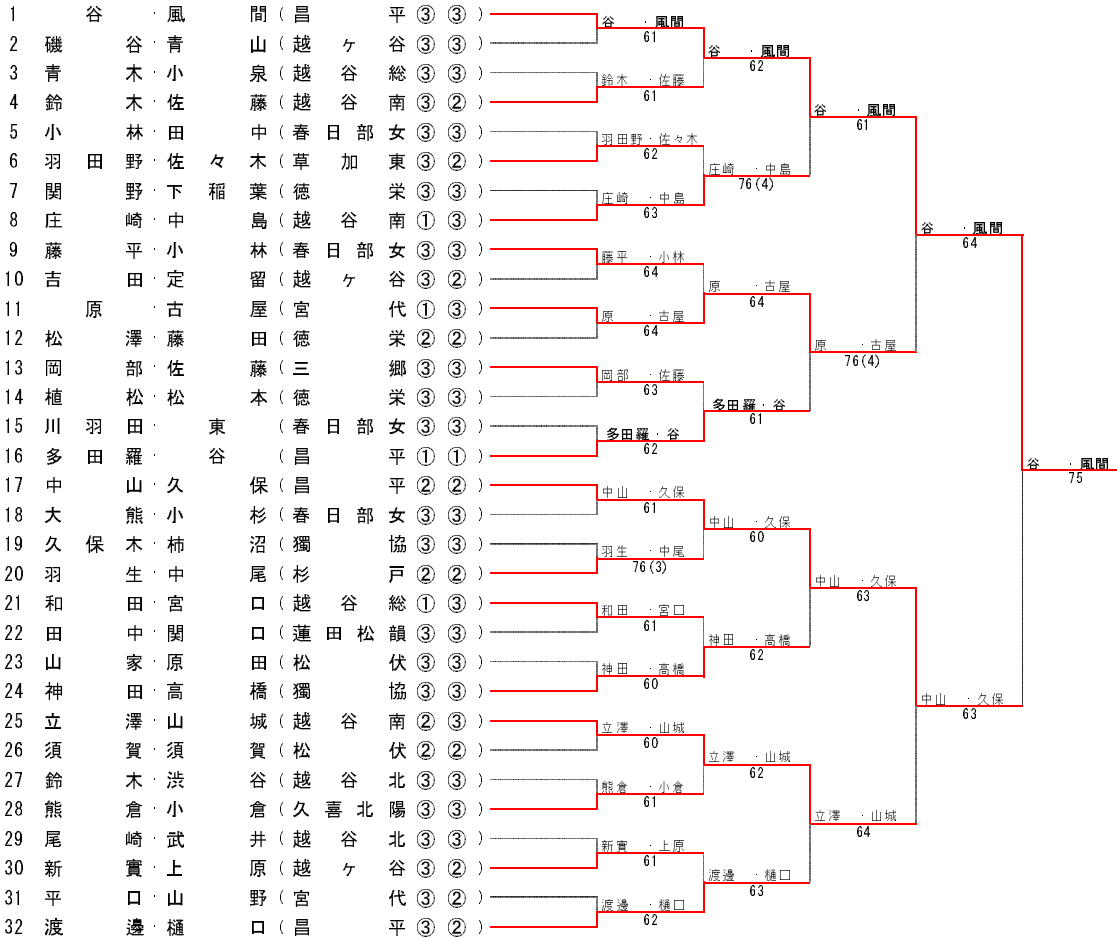 1 谷・風間(昌平③③)
2 磯谷・青山(越ヶ谷③③)
3 青木・小泉(越谷総③③)
4 鈴木・佐藤(越谷南③②)
5 小林・田中(春日部女③③)
6 羽田野・佐々木(草加東③②)
7 関野・下稲葉(徳栄③③)
8 庄崎・中島(越谷南①③)
9 藤平・小林(春日部女③③)
10 吉田・定留(越ヶ谷③②)
11 原・古屋(宮代①③)
12 松澤・藤田(徳栄②②)
13 岡部・佐藤(三郷③③)
14 植松・松本(徳栄③③)
15 川羽田・東(春日部女③③)
16 多田羅・谷(昌平①①)
17 中山・久保(昌平②②)
18 大熊・小杉(春日部女③③)
19 久保木・柿沼(獨協③③)
20 羽生・中尾(杉戸②②)
21 和田・宮口(越谷総①③)
22 田中・関口(蓮田松韻③③)
23 山家・原田(松伏③③)
24 神田・高橋(獨協③③)
25 立澤・山城(越谷南②③)
26 須賀・須賀(松伏②②)
27 鈴木・渋谷(越谷北③③)
28 熊倉・小倉(久喜北陽③③)
29 尾崎・武井(越谷北③③)
30 新實・上原(越ヶ谷③②)
31 平口・山野(宮代③②)
32 渡邊・樋口(昌平③②)
谷・風間
61
鈴木・佐藤
61
羽田野・佐々木
62
庄崎・中島
63
藤平・小林
64
原・古屋
64
岡部・佐藤
63
多田羅・谷
62
中山・久保
61
羽生・中尾
76(3)
和田・宮口
61
神田・高橋
60
立澤・山城
60
熊倉・小倉
61
新實・上原
61
渡邊・樋口
62
谷・風間
62
庄崎・中島
76(4)
原・古屋
64
多田羅・谷
61
中山・久保
60
神田・高橋
62
立澤・山城
62
渡邊・樋口
63
谷・風間
61
原・古屋
76(4)
中山・久保
63
立澤・山城
64
谷・風間
64
中山・久保
63
谷・風間
75